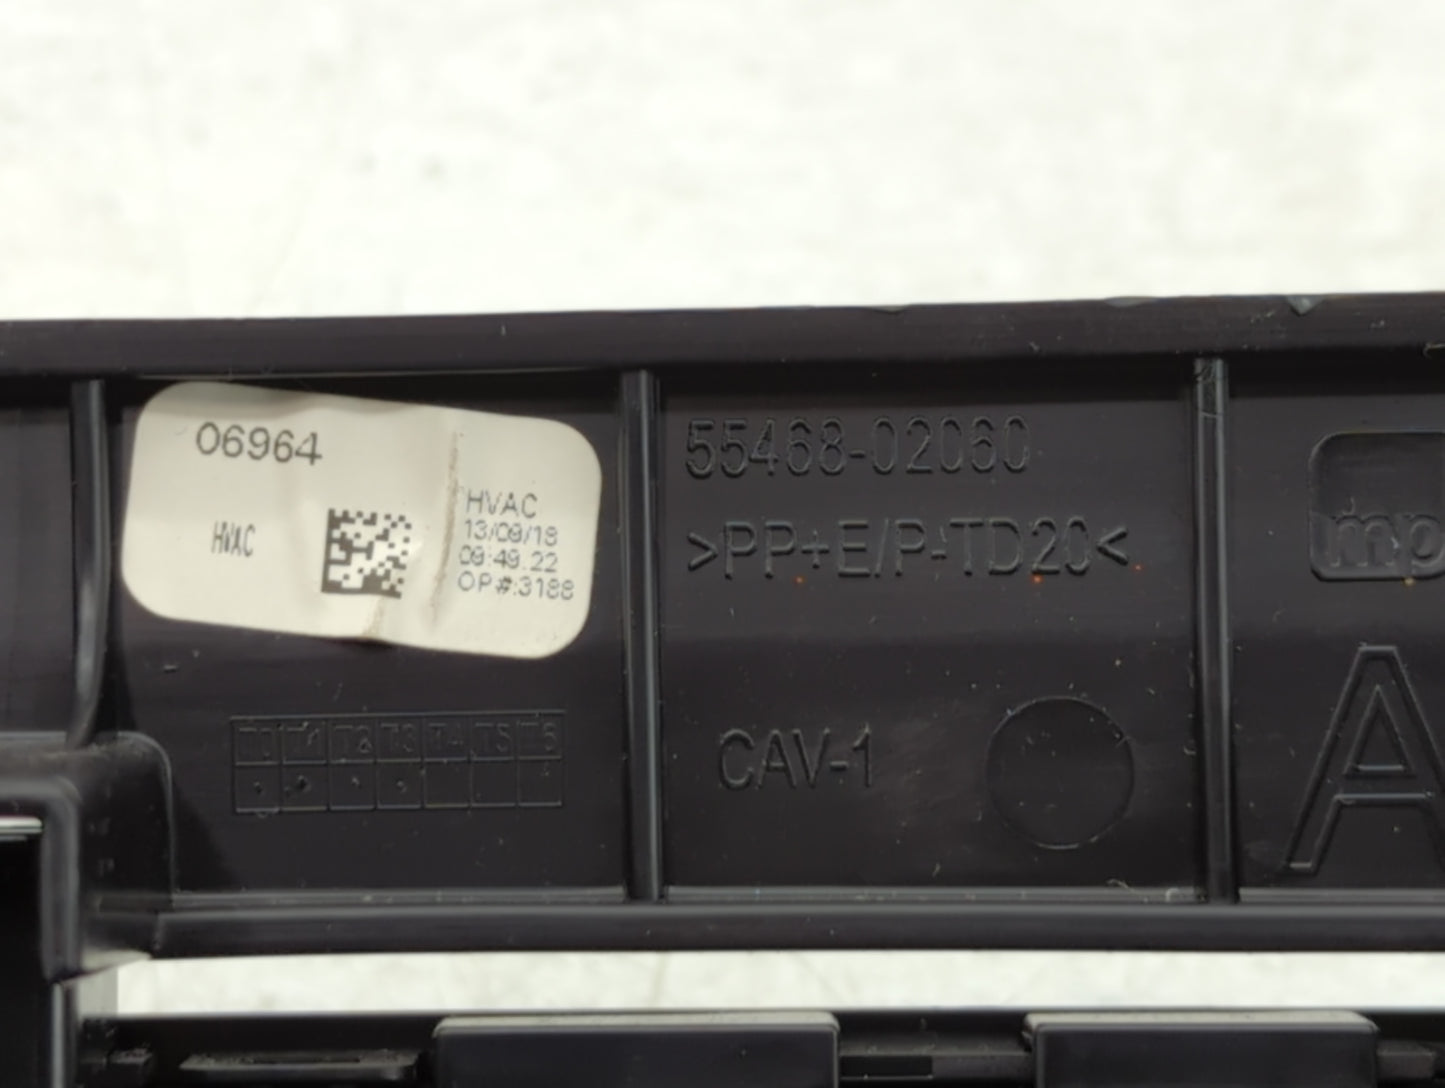 06964
HVAC
HVAC
13/09/18
09:49.22
OP#:3188
T0 T1 T2 T3 T4 T5 T6
55468-02060
>PP+E/P-TD20<
CAV-1
mp
A